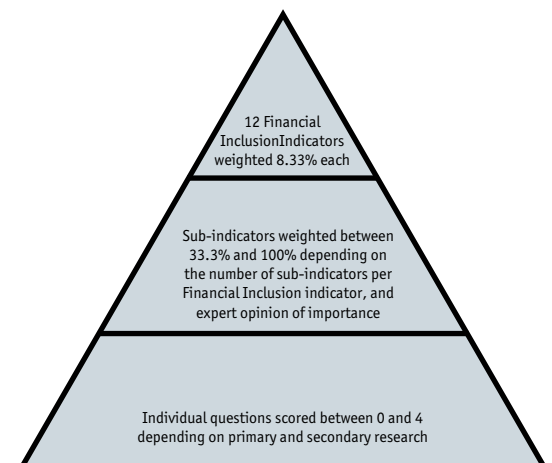 12 Financial
InclusionIndicators
weighted 8.33% each
Sub-indicators weighted between
33.3% and 100% depending on
the number of sub-indicators per
Financial Inclusion indicator, and
expert opinion of importance
Individual questions scored between 0 and 4
depending on primary and secondary research